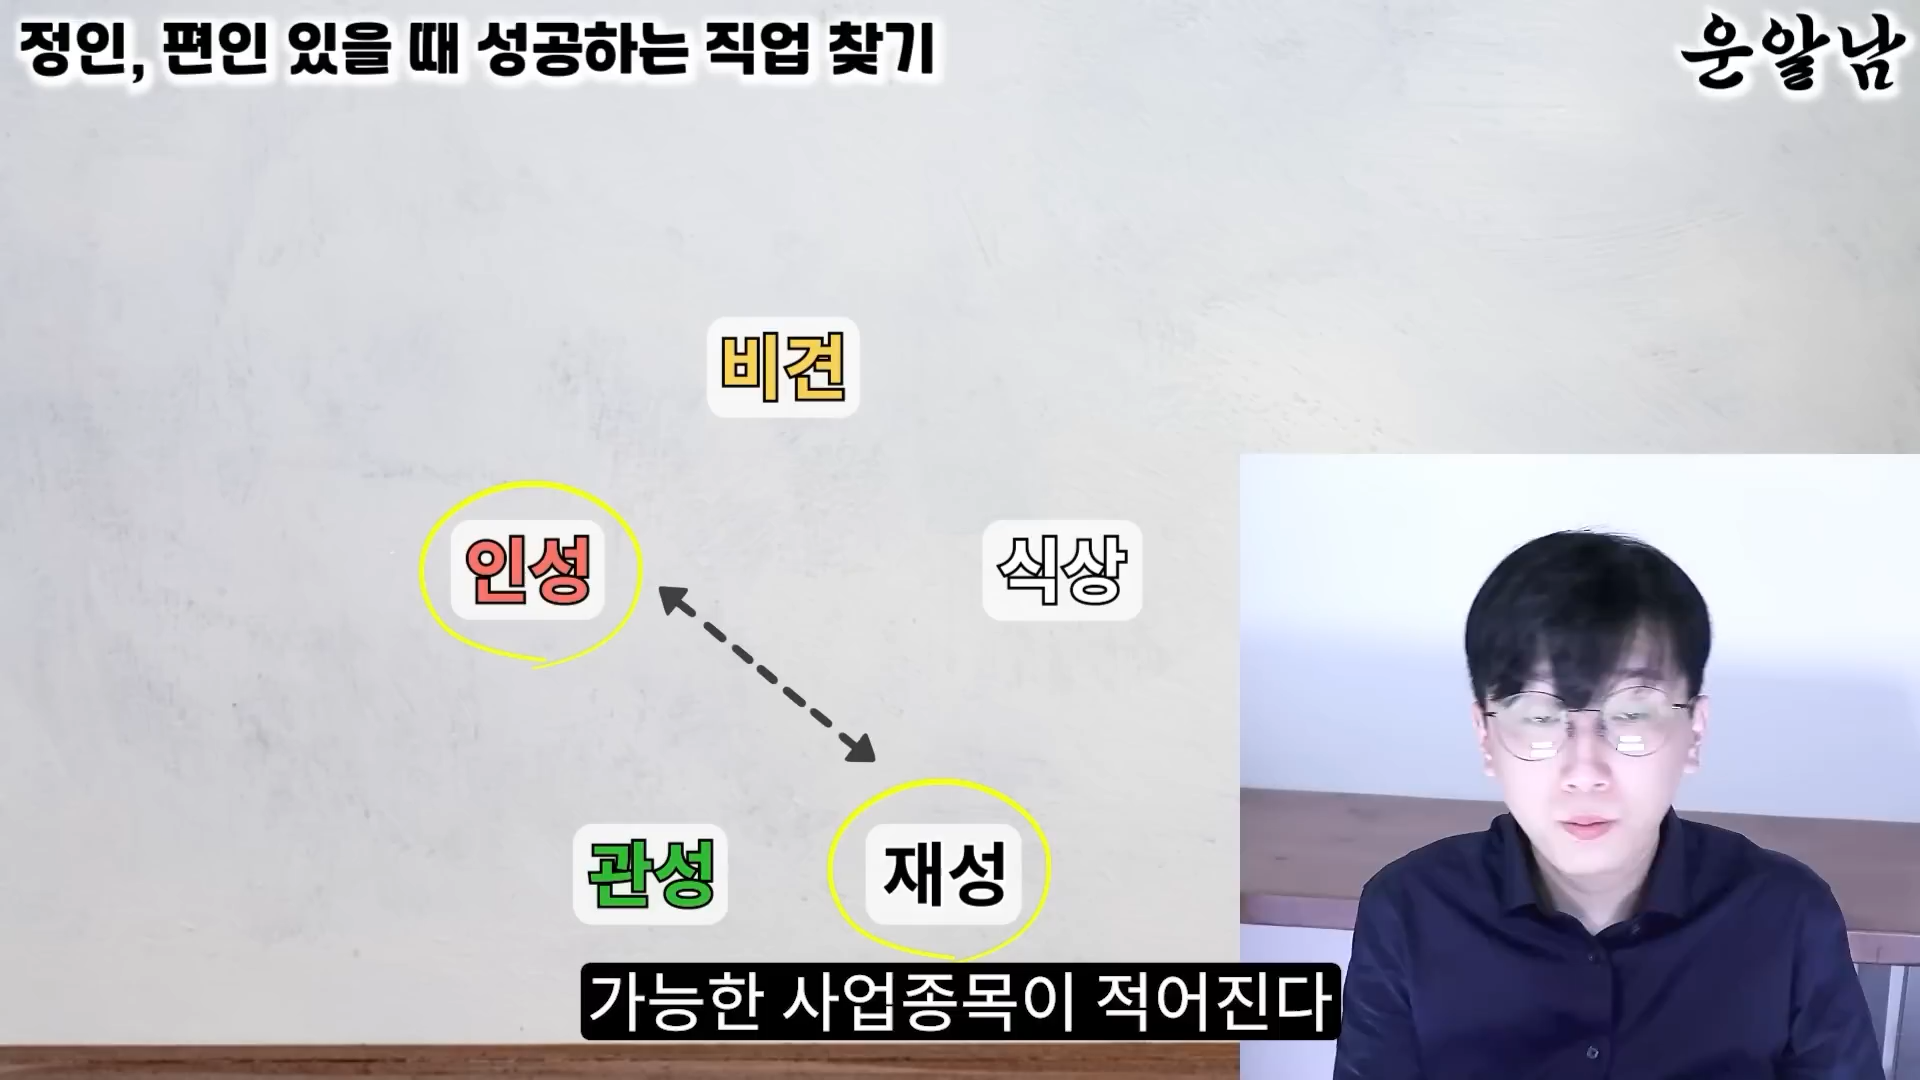 정인, 편인 있을 때 성공하는 직업 찾기
운알남
비견
인성
식상
관성
재성
가능한 사업종목이 적어진다